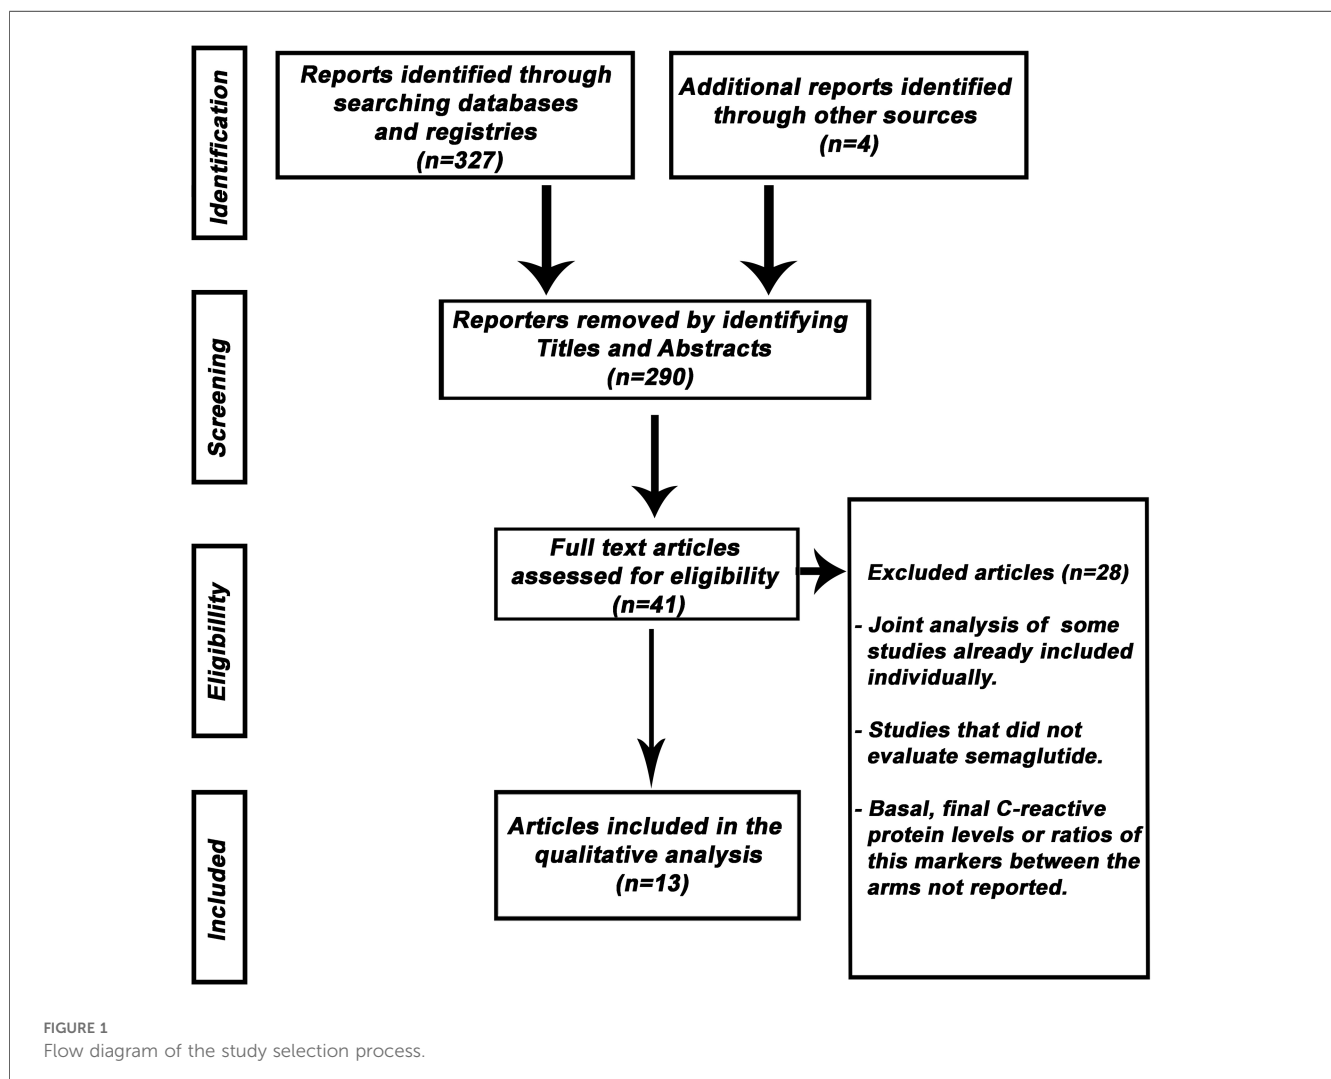 Identification
Reports identified through
searching databases
and registries
(n=327)
Additional reports identified
through other sources
(n=4)
Screening
Reporters removed by identifying
Titles and Abstracts
(n=290)
Eligibillity
Full text articles
assessed for eligibility
(n=41)
Excluded articles (n=28)
- Joint analysis of some
studies already included
individually.
- Studies that did not
evaluate semaglutide.
- Basal, final C-reactive
protein levels or ratios of
this markers between the
arms not reported.
Included
Articles included in the
qualitative analysis
(n=13)
FIGURE 1
Flow diagram of the study selection process.